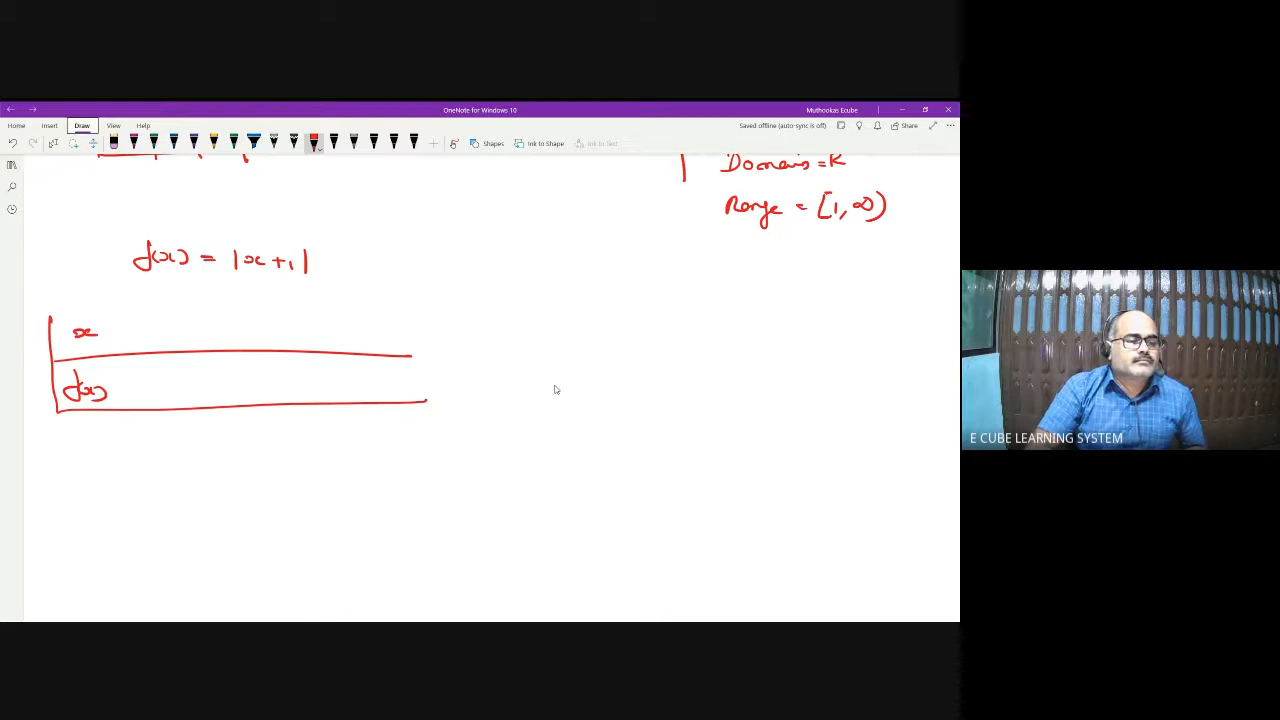 OneNote for Windows 10
Muthookas Ecube
Home Insert Draw View Help
Saved offline (auto-sync is off)
Share
Shapes
Ink to Shape
Ink to Text
Domain = R
Range = [1, ∞)
f(x) = |x+1|
x
f(x)
E CUBE LEARNING SYSTEM